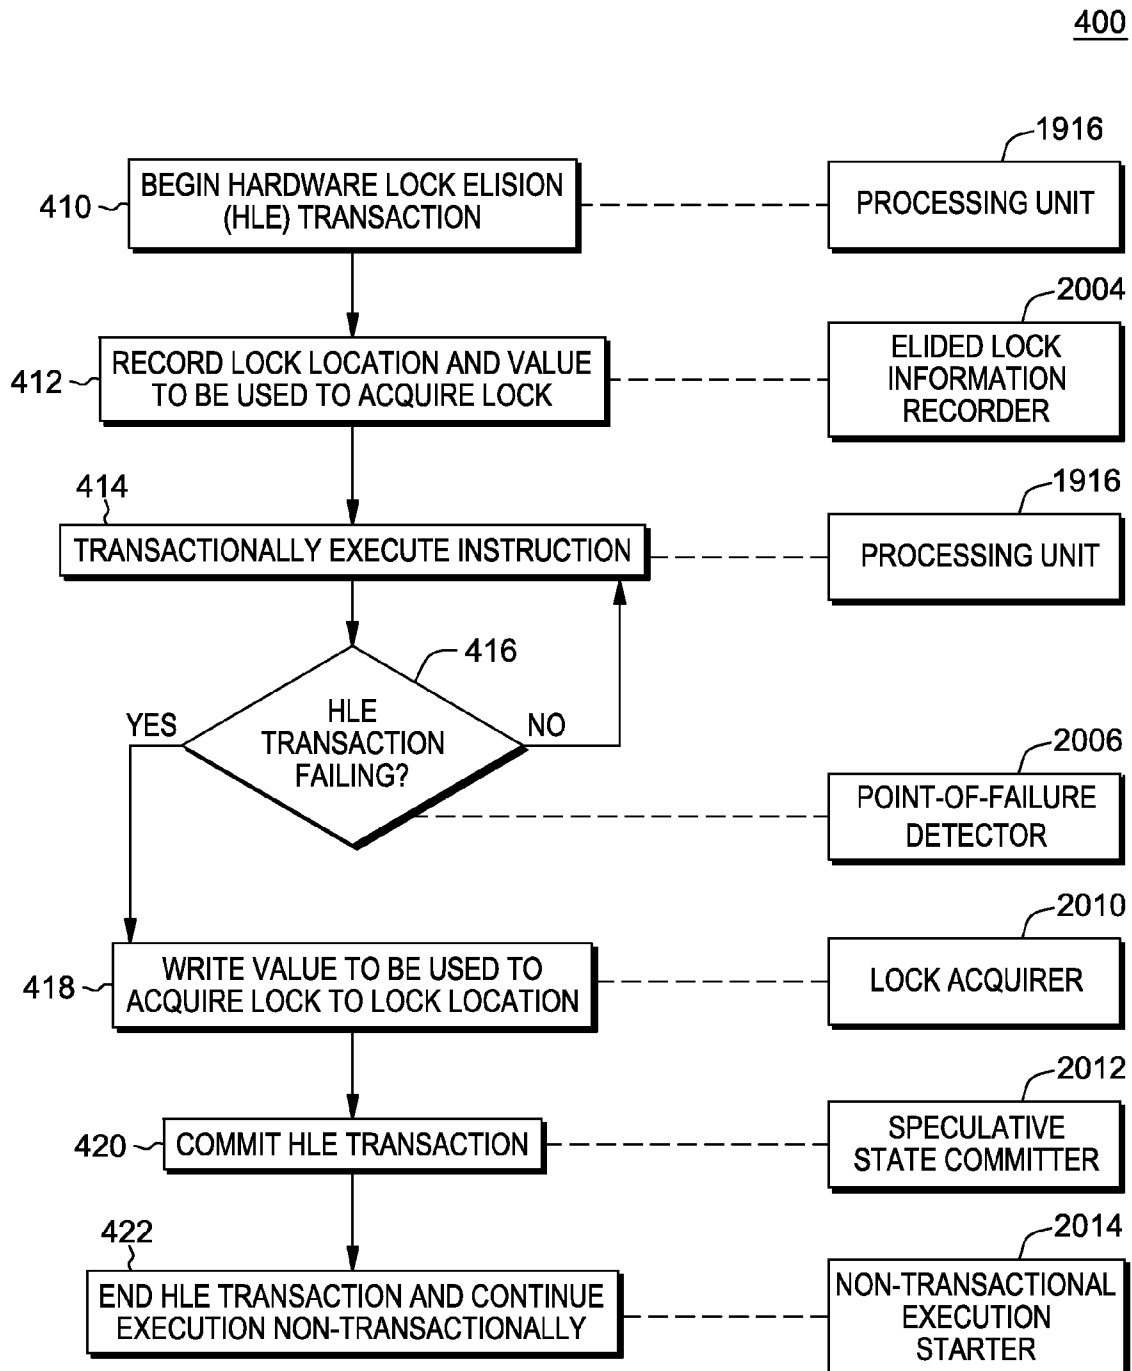 400
1916
410
BEGIN HARDWARE LOCK ELISION
(HLE) TRANSACTION
PROCESSING UNIT
2004
412
RECORD LOCK LOCATION AND VALUE
TO BE USED TO ACQUIRE LOCK
ELIDED LOCK
INFORMATION
RECORDER
414
1916
TRANSACTIONALLY EXECUTE INSTRUCTION
PROCESSING UNIT
416
YES
HLE
TRANSACTION
FAILING?
NO
2006
POINT-OF-FAILURE
DETECTOR
2010
418
WRITE VALUE TO BE USED TO
ACQUIRE LOCK TO LOCK LOCATION
LOCK ACQUIRER
2012
420
COMMIT HLE TRANSACTION
SPECULATIVE
STATE COMMITTER
422
2014
END HLE TRANSACTION AND CONTINUE
EXECUTION NON-TRANSACTIONALLY
NON-TRANSACTIONAL
EXECUTION
STARTER